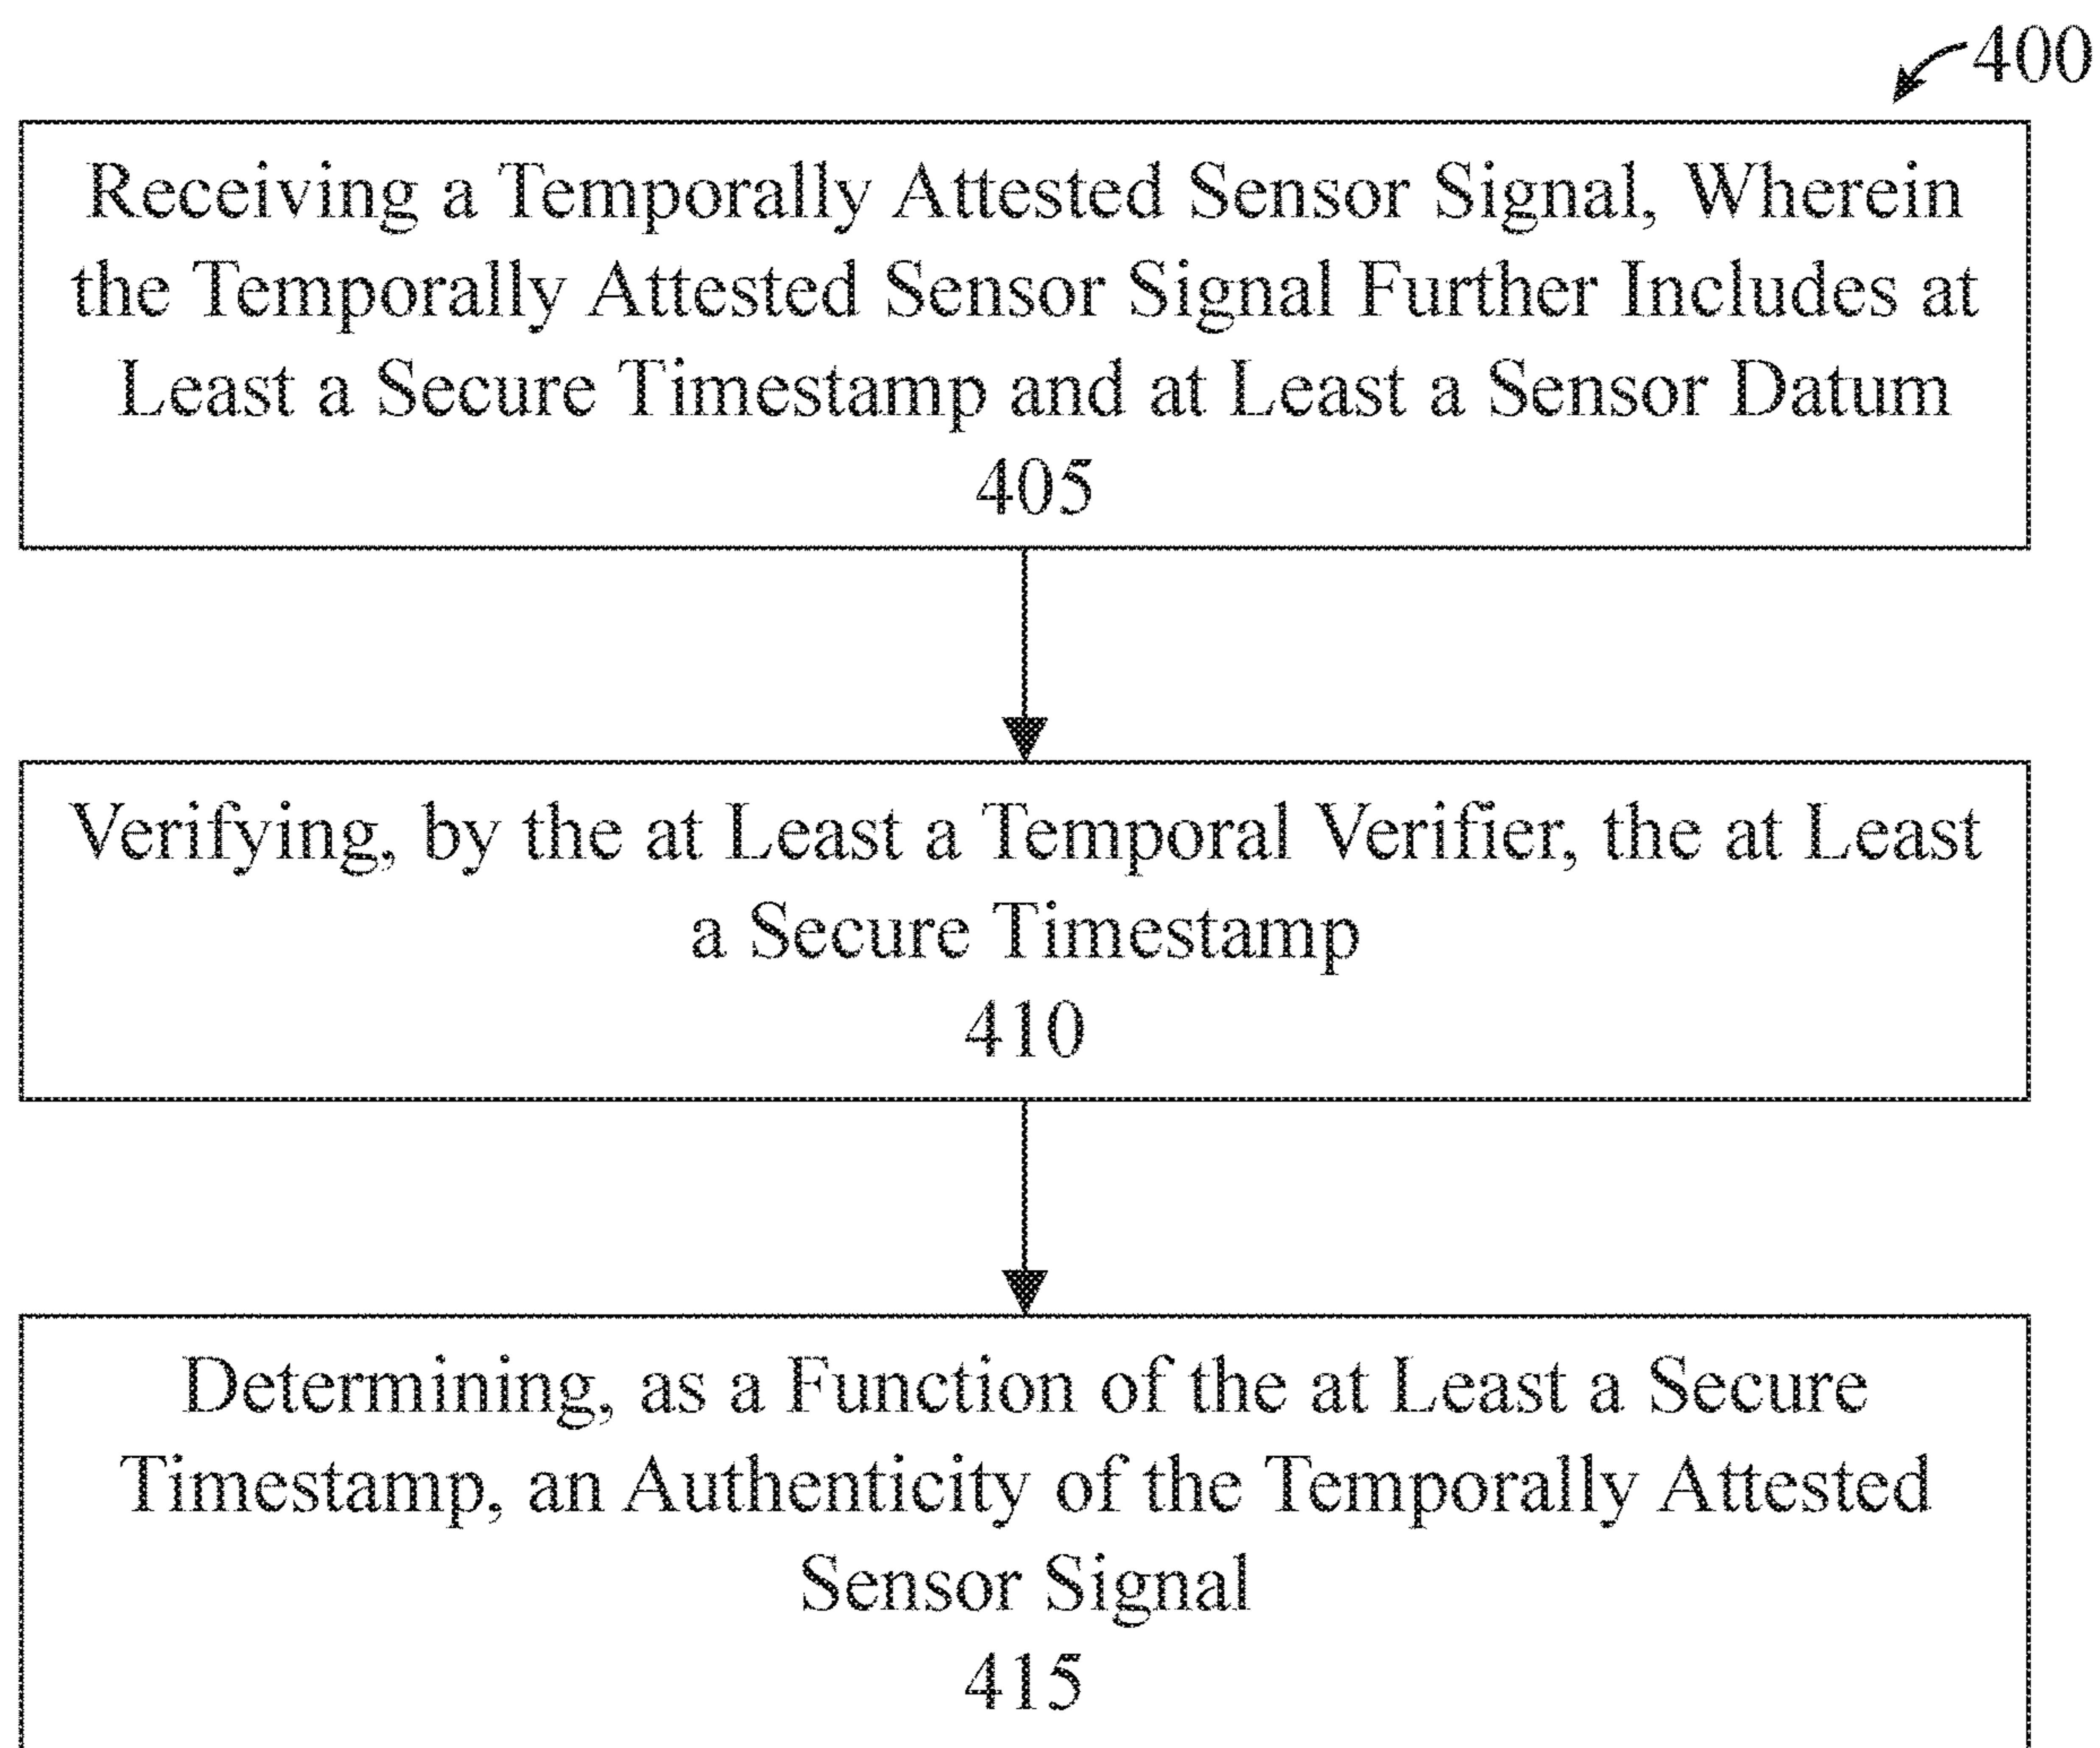 400
Receiving a Temporally Attested Sensor Signal, Wherein
the Temporally Attested Sensor Signal Further Includes at
Least a Secure Timestamp and at Least a Sensor Datum
405
Verifying, by the at Least a Temporal Verifier, the at Least
a Secure Timestamp
410
Determining, as a Function of the at Least a Secure
Timestamp, an Authenticity of the Temporally Attested
Sensor Signal
415